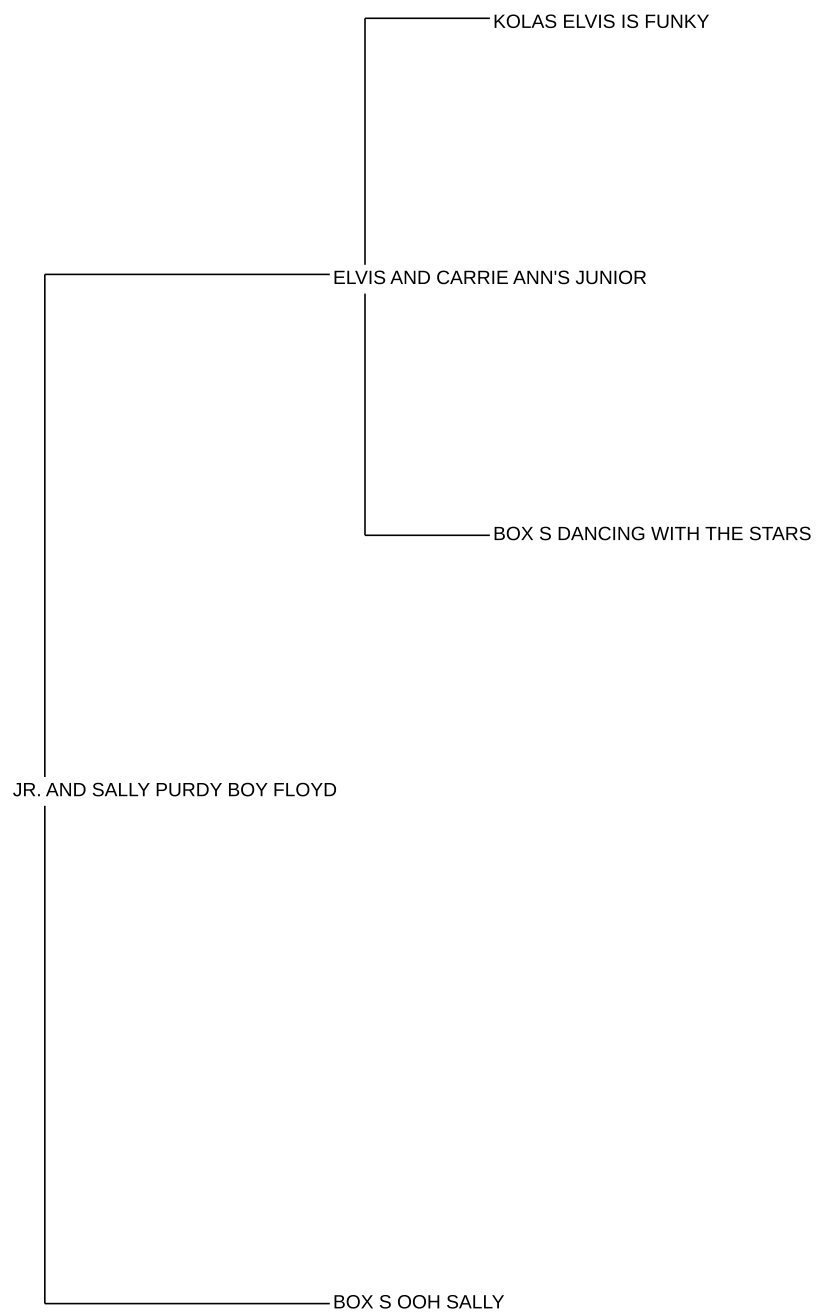 KOLAS ELVIS IS FUNKY
ELVIS AND CARRIE ANN'S JUNIOR
BOX S DANCING WITH THE STARS
JR. AND SALLY PURDY BOY FLOYD
BOX S OOH SALLY